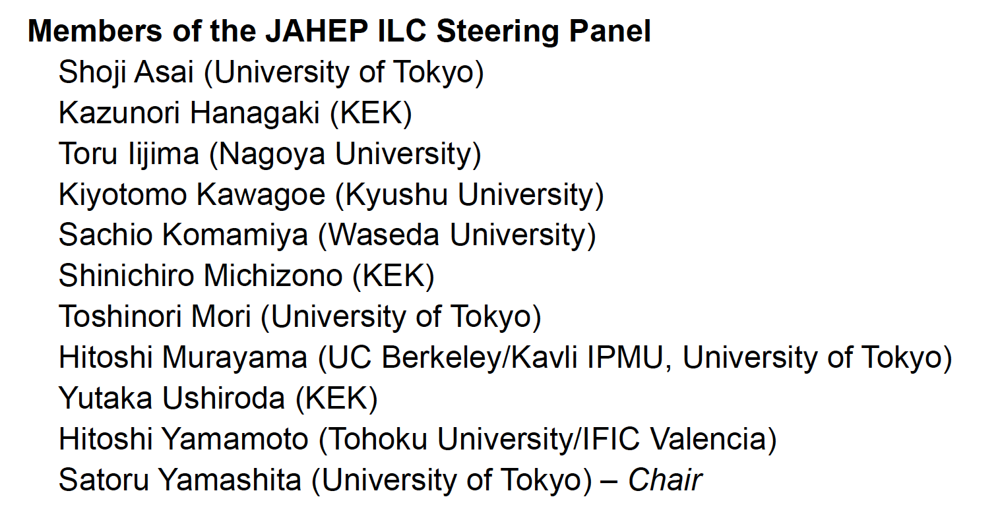 Members of the JAHEP ILC Steering Panel
Shoji Asai (University of Tokyo)
Kazunori Hanagaki (KEK)
Toru Iijima (Nagoya University)
Kiyotomo Kawagoe (Kyushu University)
Sachio Komamiya (Waseda University)
Shinichiro Michizono (KEK)
Toshinori Mori (University of Tokyo)
Hitoshi Murayama (UC Berkeley/Kavli IPMU, University of Tokyo)
Yutaka Ushiroda (KEK)
Hitoshi Yamamoto (Tohoku University/IFIC Valencia)
Satoru Yamashita (University of Tokyo) – Chair